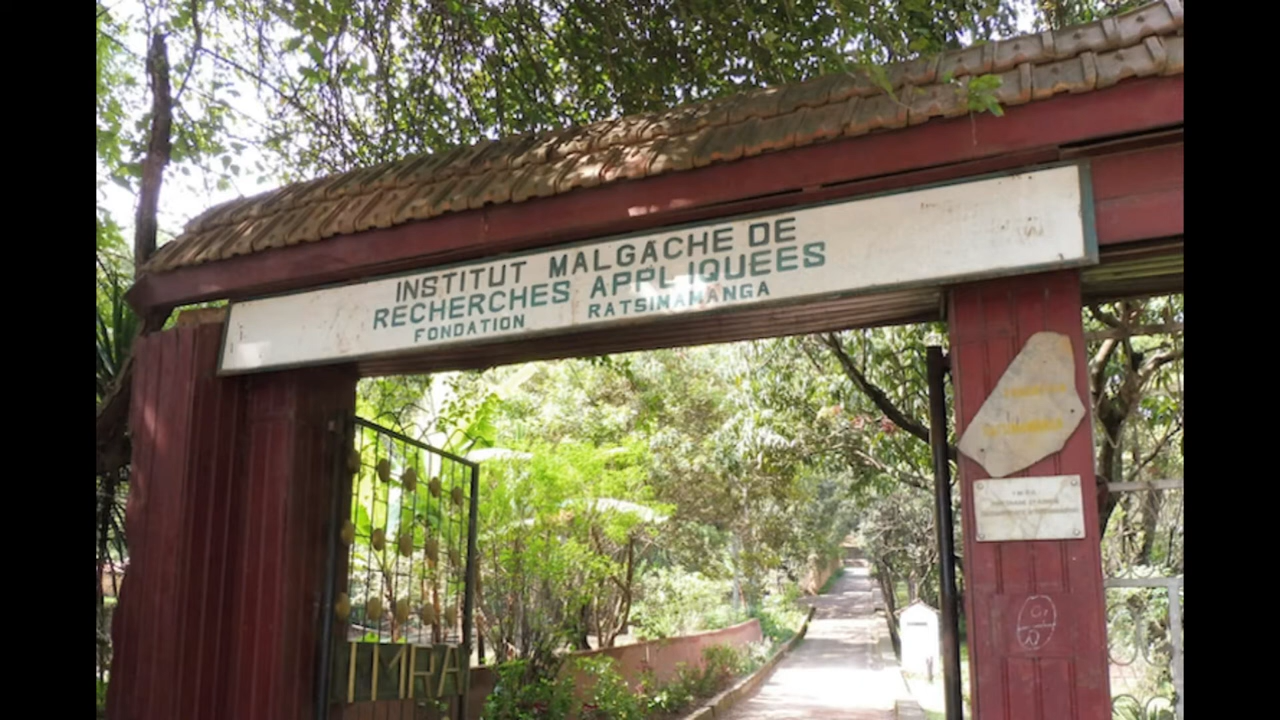 INSTITUT MALGACHE DE
RECHERCHES APPLIQUEES
FONDATION RATSIMAMANGA
IMRA